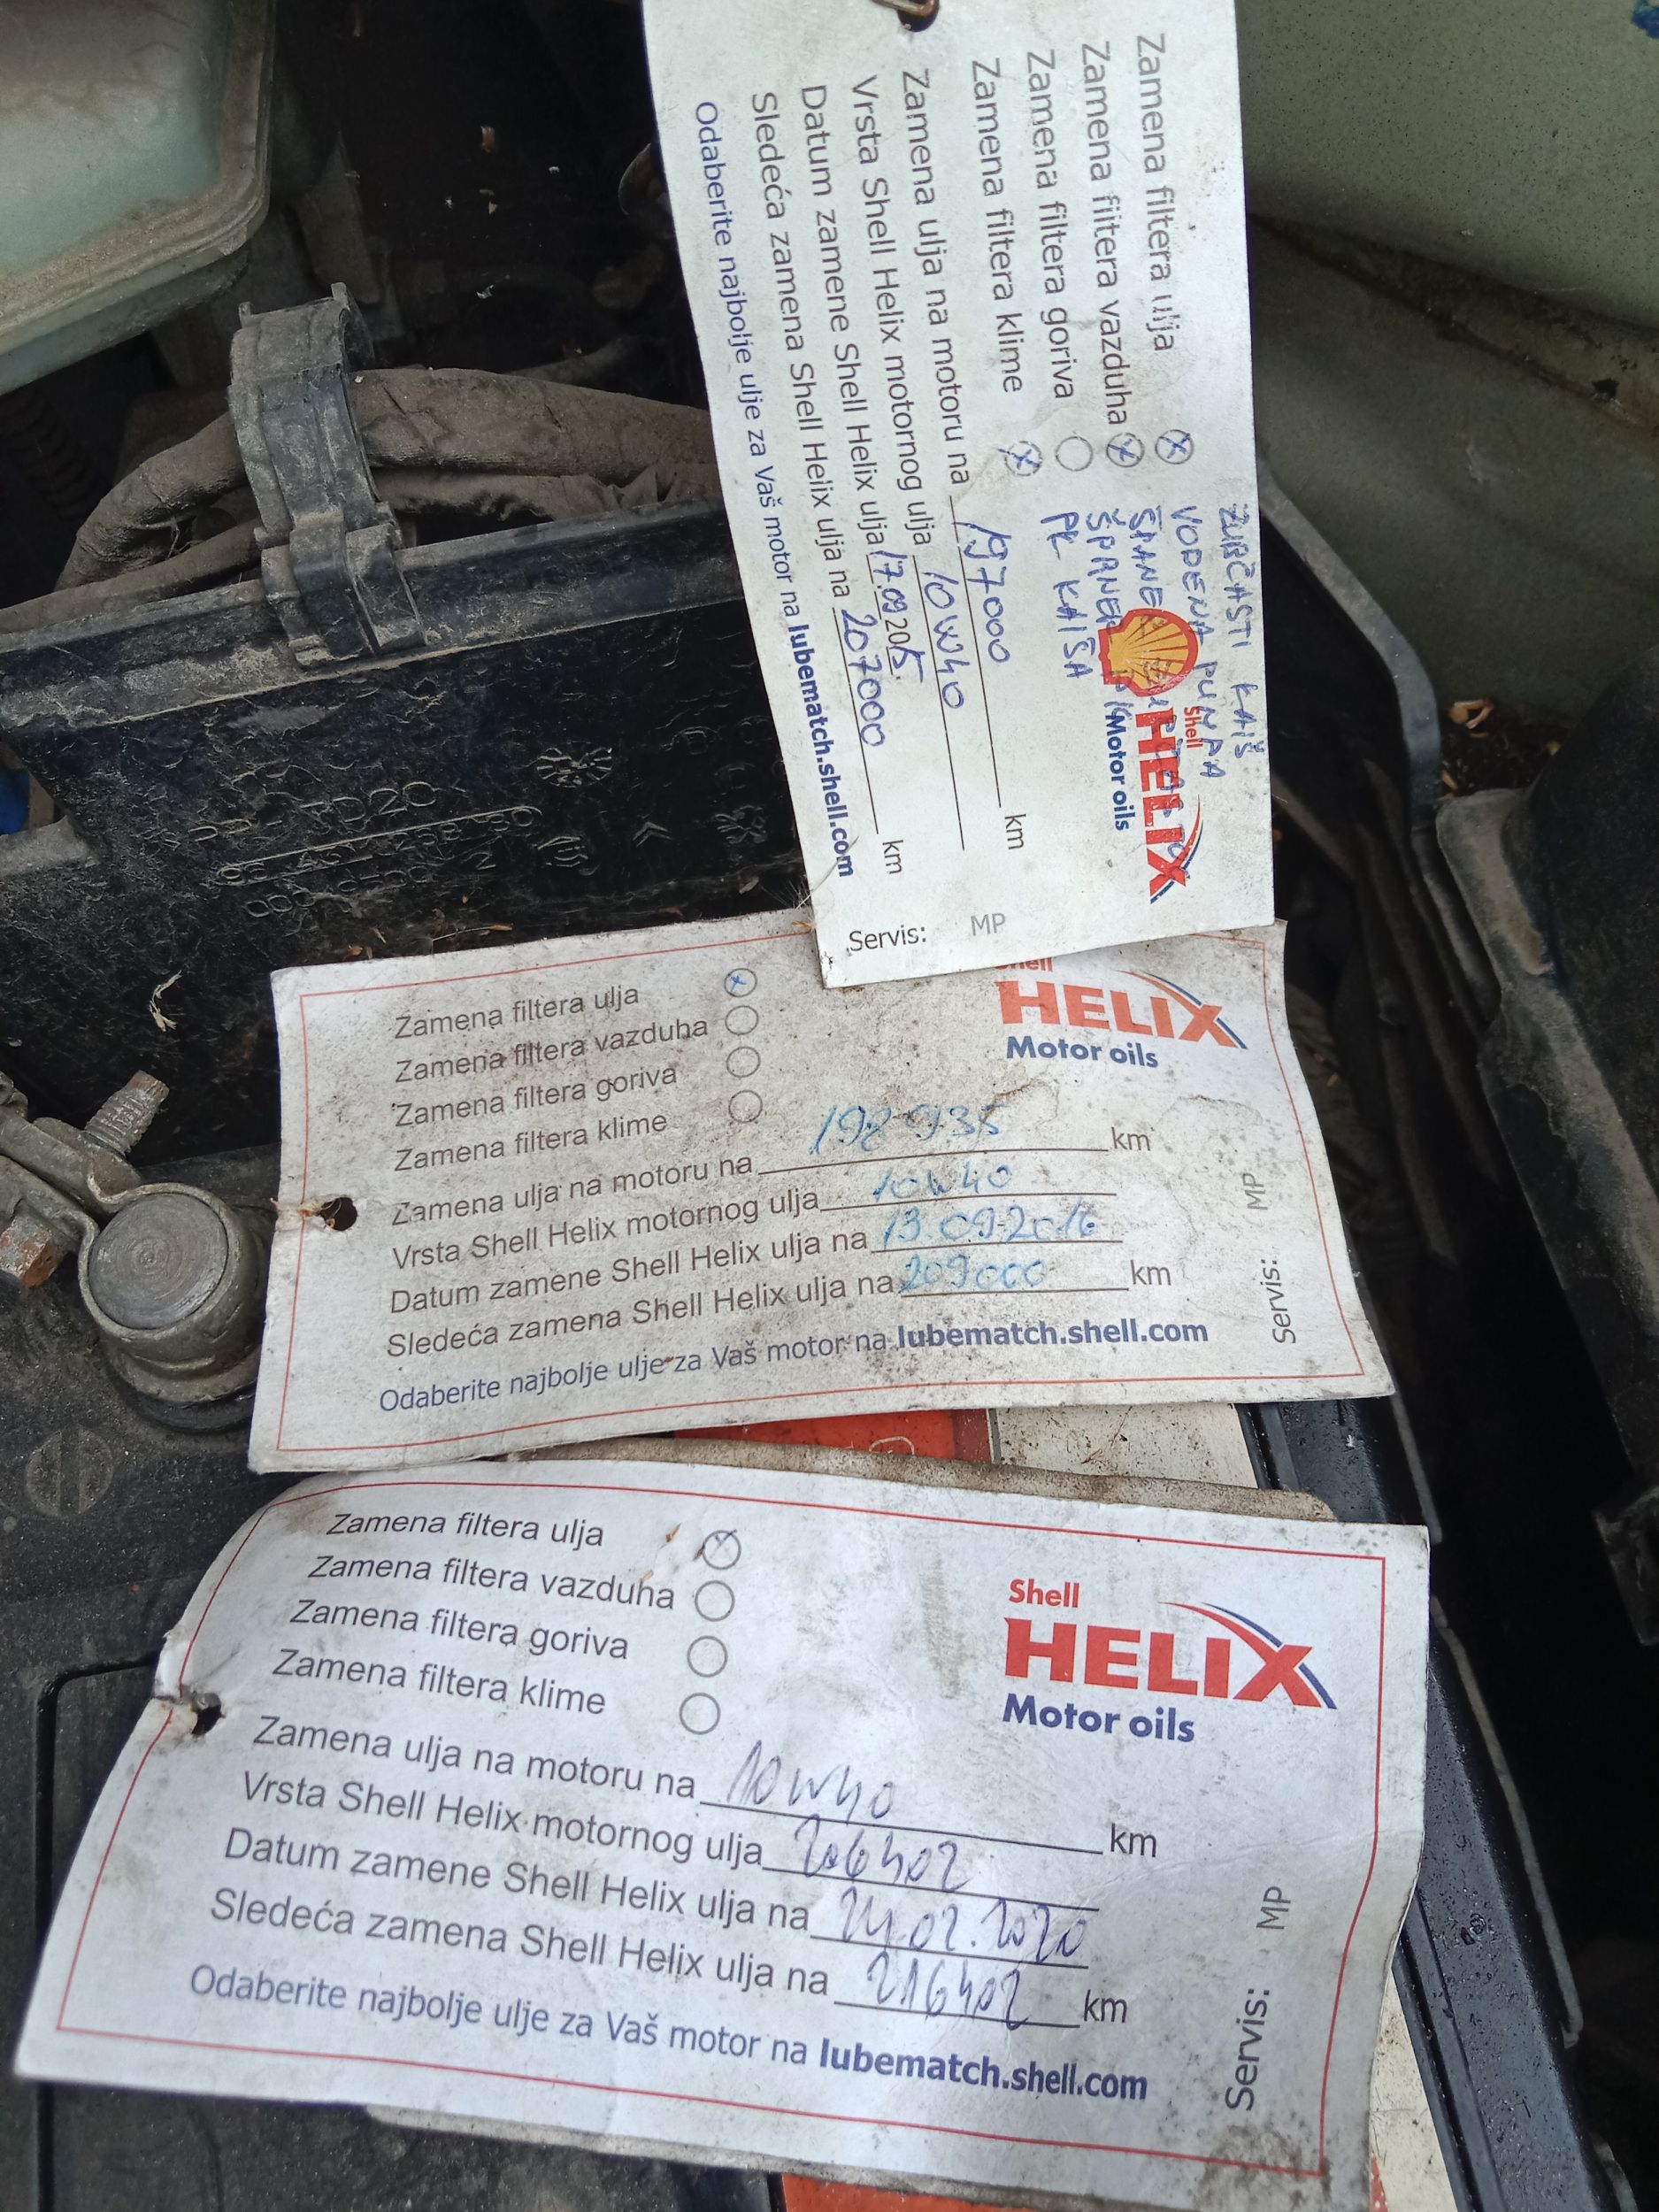 Zamena filtera ulja
Zamena filtera vazduha
Zamena filtera goriva
Zamena filtera klime
Zamena ulja na motoru na 197000 km
Vrsta Shell Helix motornog ulja 10W40
Datum zamene Shell Helix ulja 17.09.2015.
Sledeća zamena Shell Helix ulja na 207000 km
Odaberite najbolje ulje za Vaš motor na lubematch.shell.com
ZUBČASTI KAIŠ
VODENA PUMPA
ŠPANER
PK KAIŠA
Shell
HELIX
Motor oils
Servis: MP
Zamena filtera ulja
Zamena filtera vazduha
Zamena filtera goriva
Zamena filtera klime
Zamena ulja na motoru na 198935 km
Vrsta Shell Helix motornog ulja 10W40
Datum zamene Shell Helix ulja na 13.09.2016
Sledeća zamena Shell Helix ulja na 209000 km
Odaberite najbolje ulje za Vaš motor na lubematch.shell.com
Shell
HELIX
Motor oils
Servis: MP
Zamena filtera ulja
Zamena filtera vazduha
Zamena filtera goriva
Zamena filtera klime
Zamena ulja na motoru na 10W40 km
Vrsta Shell Helix motornog ulja 206402
Datum zamene Shell Helix ulja na 24.02.2020
Sledeća zamena Shell Helix ulja na 216402 km
Odaberite najbolje ulje za Vaš motor na lubematch.shell.com
Shell
HELIX
Motor oils
Servis: MP